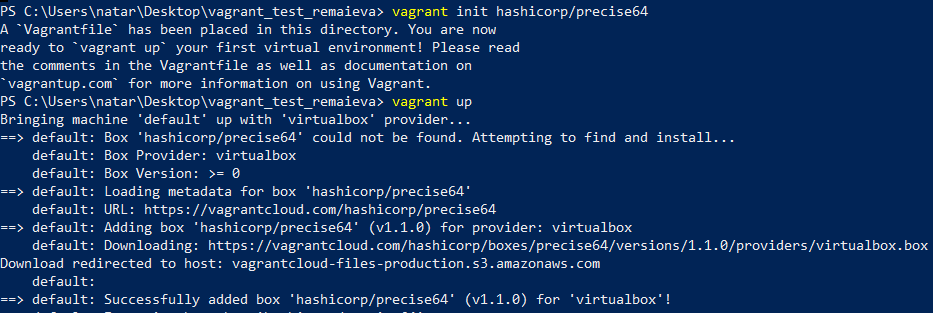 PS C:\Users\natar\Desktop\vagrant_test_remaieva> vagrant init hashicorp/precise64
A `Vagrantfile` has been placed in this directory. You are now
ready to `vagrant up` your first virtual environment! Please read
the comments in the Vagrantfile as well as documentation on
`vagrantup.com` for more information on using Vagrant.
PS C:\Users\natar\Desktop\vagrant_test_remaieva> vagrant up
Bringing machine 'default' up with 'virtualbox' provider...
==> default: Box 'hashicorp/precise64' could not be found. Attempting to find and install...
    default: Box Provider: virtualbox
    default: Box Version: >= 0
==> default: Loading metadata for box 'hashicorp/precise64'
    default: URL: https://vagrantcloud.com/hashicorp/precise64
==> default: Adding box 'hashicorp/precise64' (v1.1.0) for provider: virtualbox
    default: Downloading: https://vagrantcloud.com/hashicorp/boxes/precise64/versions/1.1.0/providers/virtualbox.box
Download redirected to host: vagrantcloud-files-production.s3.amazonaws.com
    default:
==> default: Successfully added box 'hashicorp/precise64' (v1.1.0) for 'virtualbox'!